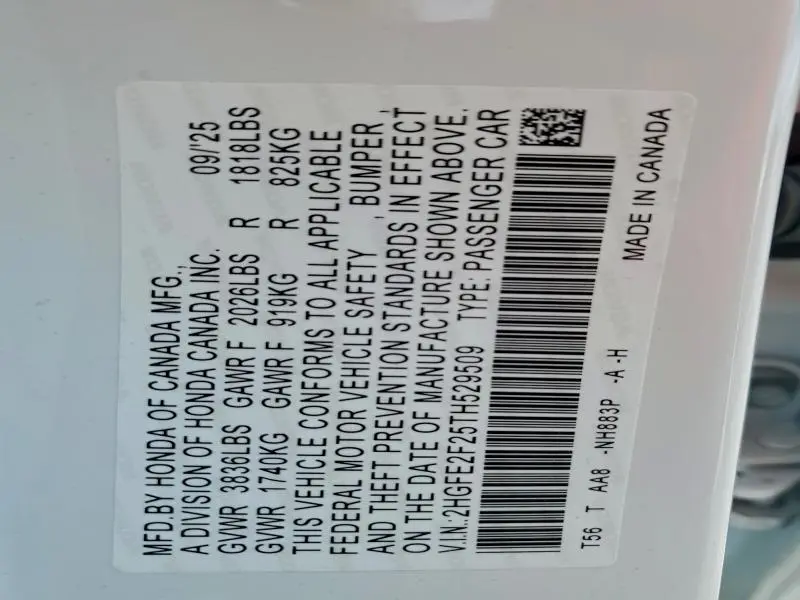 MFD.BY HONDA OF CANADA MFG.,
A DIVISION OF HONDA CANADA INC. 09/'25
GVWR 3836LBS GAWR F 2026LBS R 1818LBS
GVWR 1740KG GAWR F 919KG R 825KG
THIS VEHICLE CONFORMS TO ALL APPLICABLE
FEDERAL MOTOR VEHICLE SAFETY , BUMPER ,
AND THEFT PREVENTION STANDARDS IN EFFECT
ON THE DATE OF MANUFACTURE SHOWN ABOVE.
V.I.N.:2HGFE2F25TH529509 TYPE: PASSENGER CAR
T56 T AA8 -NH883P -A -H
MADE IN CANADA